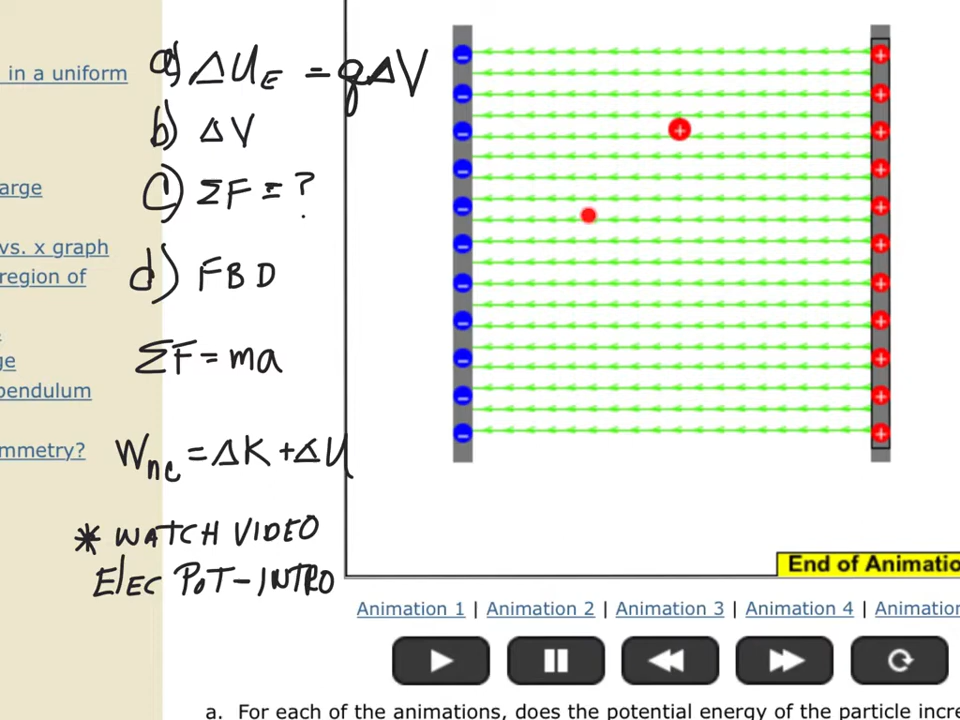 in a uniform
arge
vs. x graph
region of
ge
pendulum
mmetry?
a) ΔU_E = qΔV
b) ΔV
c) ΣF = ?
d) FBD
ΣF = ma
W_nc = ΔK + ΔU
* WATCH VIDEO
ELEC POT - INTRO
End of Animatio
Animation 1 | Animation 2 | Animation 3 | Animation 4 | Animation
a. For each of the animations, does the potential energy of the particle incre